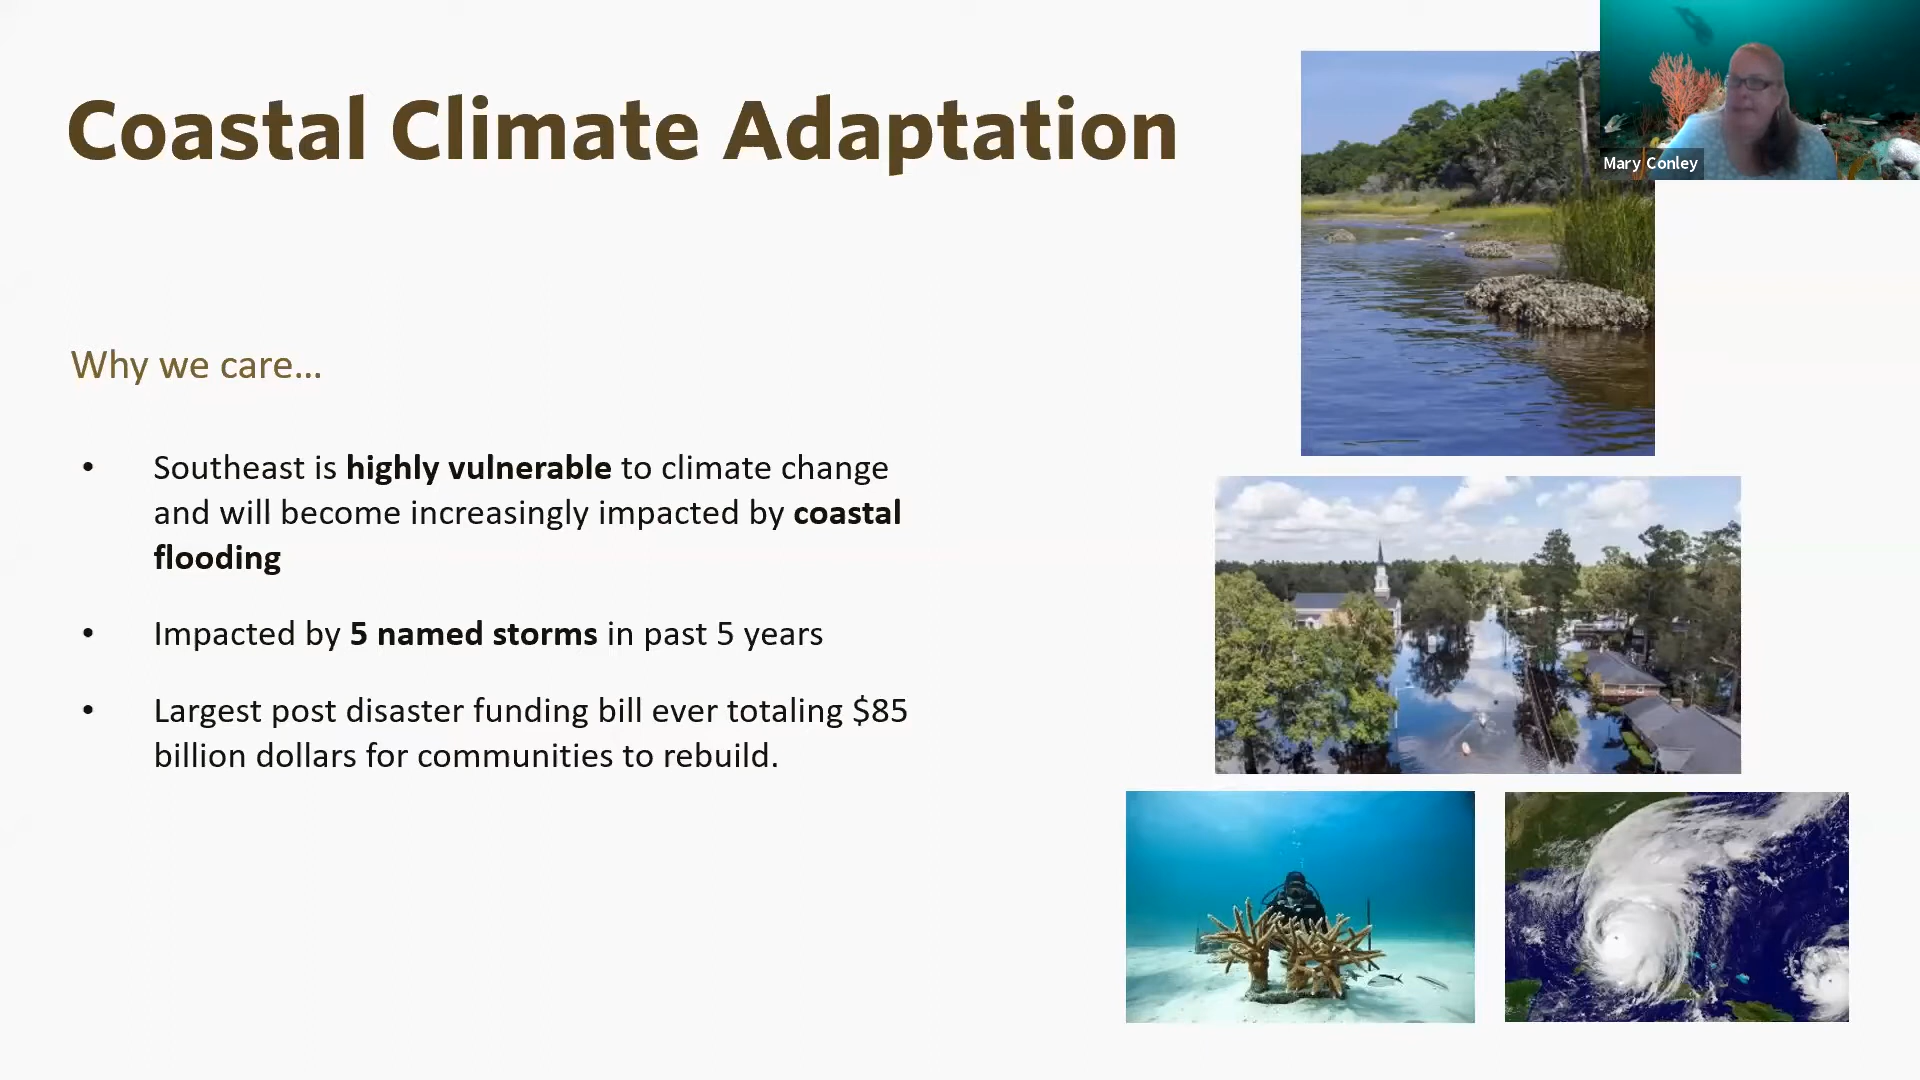 Coastal Climate Adaptation
Mary Conley
Why we care...
• Southeast is highly vulnerable to climate change
and will become increasingly impacted by coastal
flooding
• Impacted by 5 named storms in past 5 years
• Largest post disaster funding bill ever totaling $85
billion dollars for communities to rebuild.